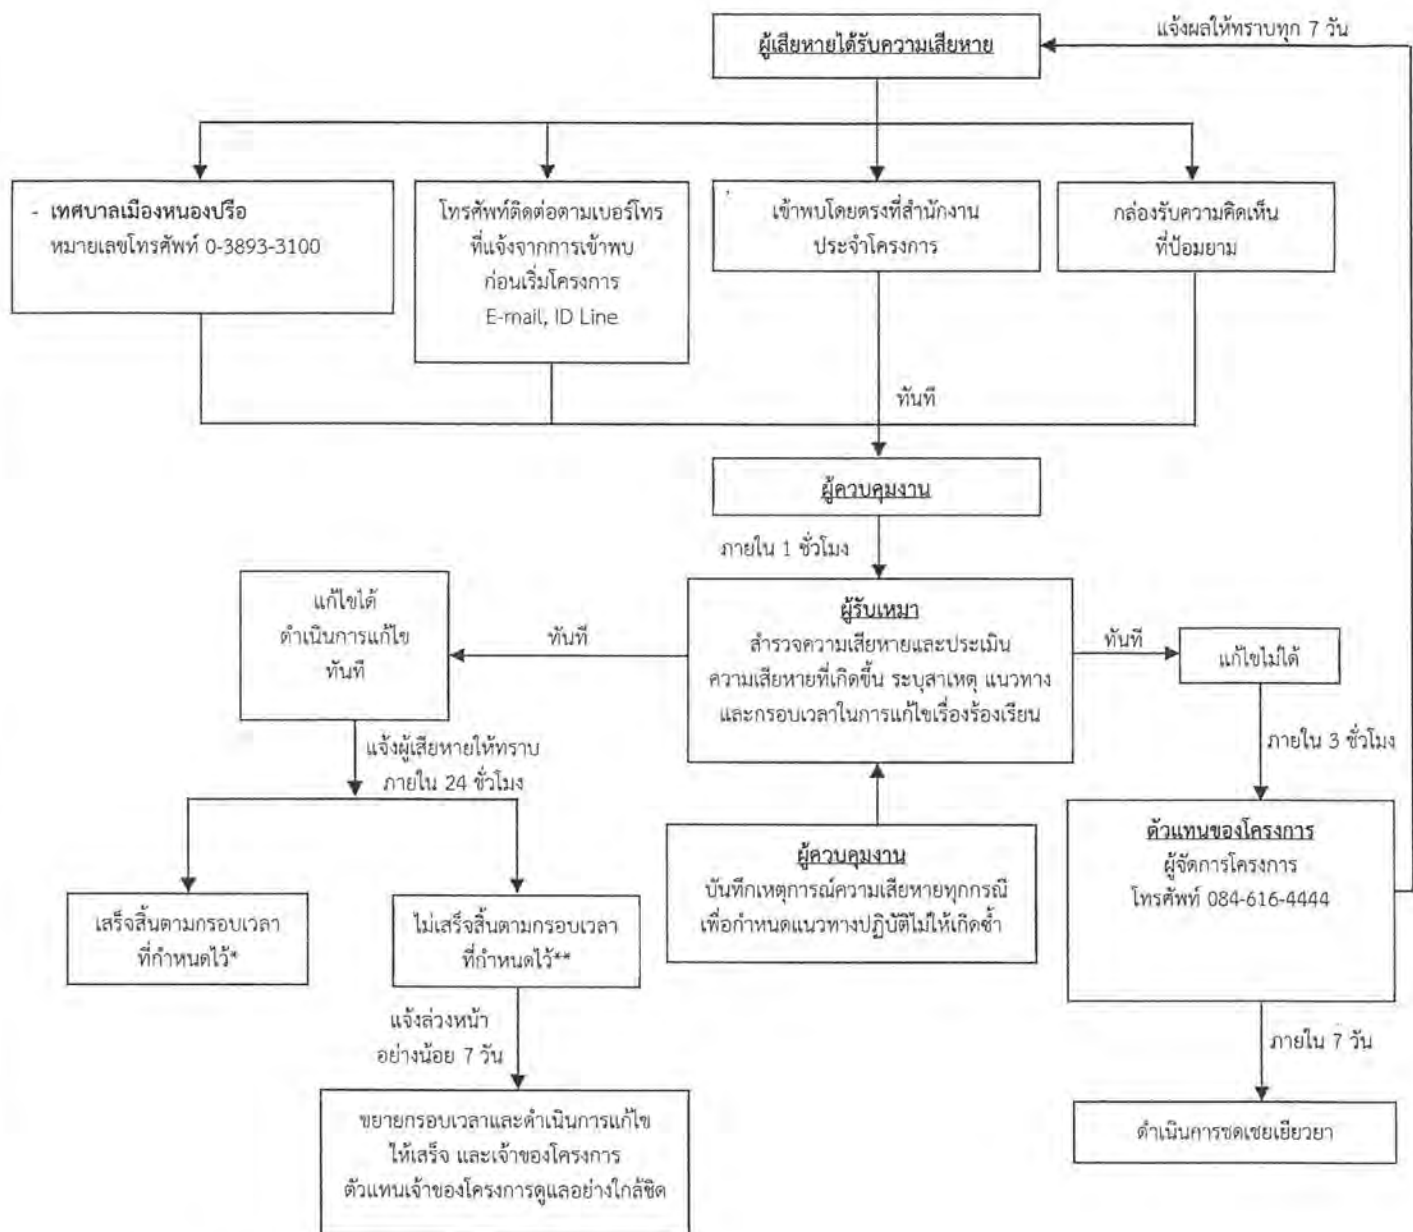 ผู้เสียหายได้รับความเสียหาย
แจ้งผลให้ทราบทุก 7 วัน
- เทศบาลเมืองหนองปรือ
หมายเลขโทรศัพท์ 0-3893-3100
โทรศัพท์ติดต่อตามเบอร์โทร
ที่แจ้งจากการเข้าพบ
ก่อนเริ่มโครงการ
E-mail, ID Line
เข้าพบโดยตรงที่สำนักงาน
ประจำโครงการ
กล่องรับความคิดเห็น
ที่ป้อมยาม
ทันที
ผู้ควบคุมงาน
ภายใน 1 ชั่วโมง
แก้ไขได้
ดำเนินการแก้ไข
ทันที
ทันที
ผู้รับเหมา
สำรวจความเสียหายและประเมิน
ความเสียหายที่เกิดขึ้น ระบุสาเหตุ แนวทาง
และกรอบเวลาในการแก้ไขเรื่องร้องเรียน
ทันที
แก้ไขไม่ได้
แจ้งผู้เสียหายให้ทราบ
ภายใน 24 ชั่วโมง
ภายใน 3 ชั่วโมง
ผู้ควบคุมงาน
บันทึกเหตุการณ์ความเสียหายทุกกรณี
เพื่อกำหนดแนวทางปฏิบัติไม่ให้เกิดซ้ำ
ตัวแทนของโครงการ
ผู้จัดการโครงการ
โทรศัพท์ 084-616-4444
เสร็จสิ้นตามกรอบเวลา
ที่กำหนดไว้*
ไม่เสร็จสิ้นตามกรอบเวลา
ที่กำหนดไว้**
แจ้งล่วงหน้า
อย่างน้อย 7 วัน
ภายใน 7 วัน
ขยายกรอบเวลาและดำเนินการแก้ไข
ให้เสร็จ และเจ้าของโครงการ
ตัวแทนเจ้าของโครงการดูแลอย่างใกล้ชิด
ดำเนินการชดเชยเยียวยา